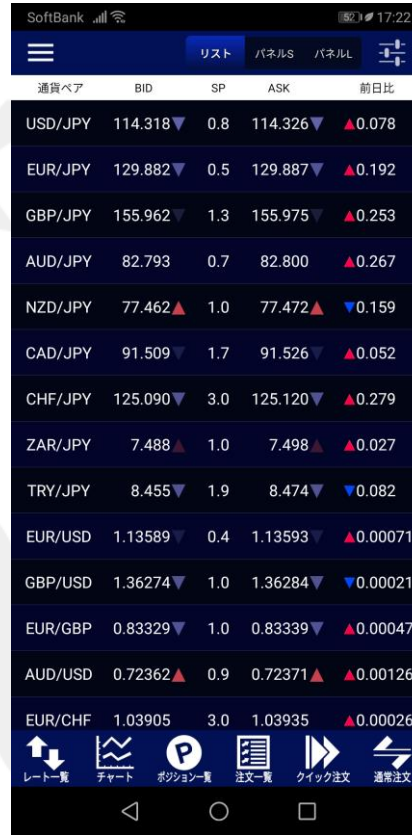 SoftBank 52 17:22
リスト パネルS パネルL
通貨ペア BID SP ASK 前日比
USD/JPY 114.318▼ 0.8 114.326▼ ▲0.078
EUR/JPY 129.882▼ 0.5 129.887▼ ▲0.192
GBP/JPY 155.962▼ 1.3 155.975▼ ▲0.253
AUD/JPY 82.793 0.7 82.800 ▲0.267
NZD/JPY 77.462▲ 1.0 77.472▲ ▼0.159
CAD/JPY 91.509▼ 1.7 91.526▼ ▲0.052
CHF/JPY 125.090▼ 3.0 125.120▼ ▲0.279
ZAR/JPY 7.488▲ 1.0 7.498▲ ▲0.027
TRY/JPY 8.455▼ 1.9 8.474▼ ▼0.082
EUR/USD 1.13589▼ 0.4 1.13593▼ ▲0.00071
GBP/USD 1.36274▼ 1.0 1.36284▼ ▼0.00021
EUR/GBP 0.83329▼ 1.0 0.83339▼ ▲0.00047
AUD/USD 0.72362▲ 0.9 0.72371▲ ▲0.00126
EUR/CHF 1.03905 3.0 1.03935 ▲0.00026
P
レート一覧 チャート ポジション一覧 注文一覧 クイック注文 通常注文